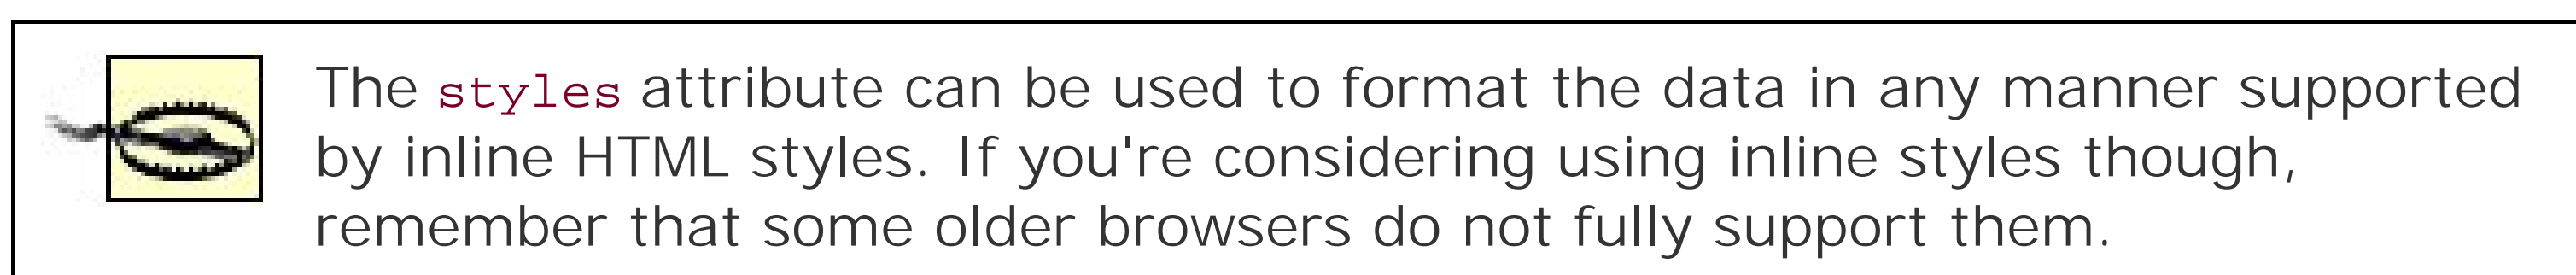 The styles attribute can be used to format the data in any manner supported
by inline HTML styles. If you're considering using inline styles though,
remember that some older browsers do not fully support them.